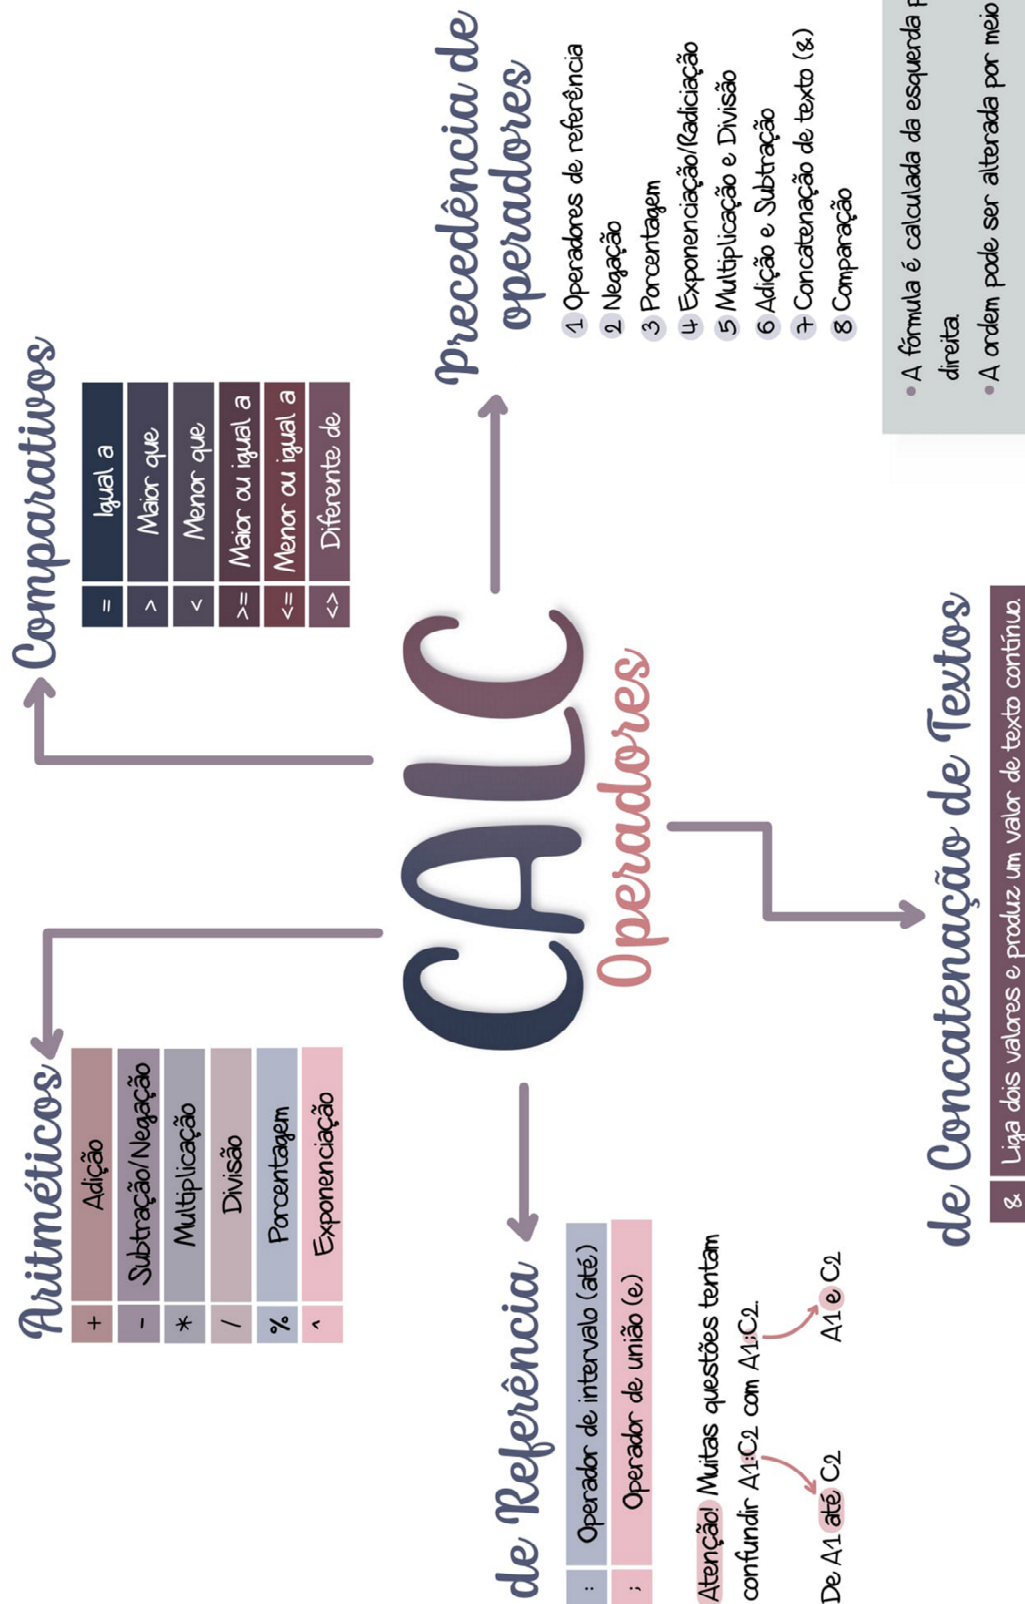 Aritméticos
+ Adição
- Subtração/Negação
* Multiplicação
/ Divisão
% Porcentagem
^ Exponenciação
Comparativos
= Igual a
> Maior que
< Menor que
>= Maior ou igual a
<= Menor ou igual a
<> Diferente de
CALC
Operadores
de Referência
: Operador de intervalo (até)
; Operador de união (e)
Atenção! Muitas questões tentam
confundir A1:C2 com A1:C2.
De A1 até C2
A1 e C2
Precedência de
operadores
1 Operadores de referência
2 Negação
3 Porcentagem
4 Exponenciação/Radiciação
5 Multiplicação e Divisão
6 Adição e Subtração
7 Concatenação de texto (&)
8 Comparação
• A fórmula é calculada da esquerda p
direita.
• A ordem pode ser alterada por meio
de Concatenação de Textos
& Liga dois valores e produz um valor de texto contínuo.